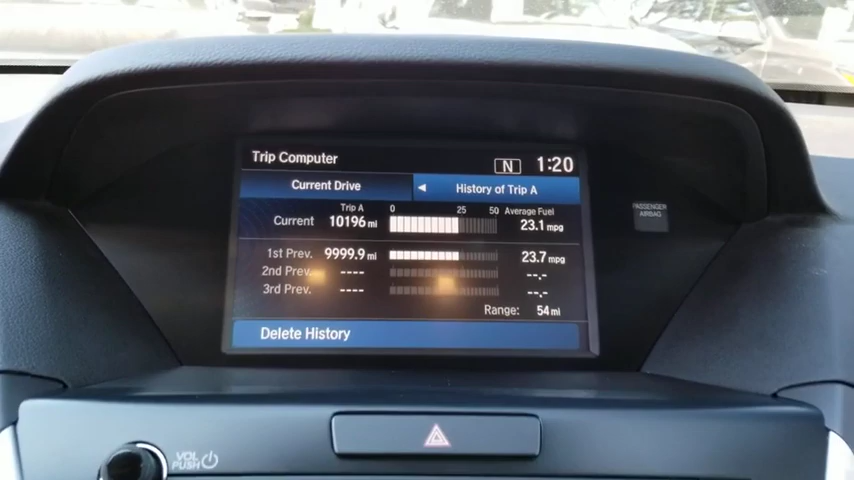 Trip Computer N 1:20
Current Drive ◄ History of Trip A
Trip A 0 25 50 Average Fuel
Current 10196 mi 23.1 mpg
1st Prev. 9999.9 mi 23.7 mpg
2nd Prev. ---- --.-
3rd Prev. ---- --.-
Range: 54 mi
Delete History
PASSENGER
AIRBAG
VOL
PUSH